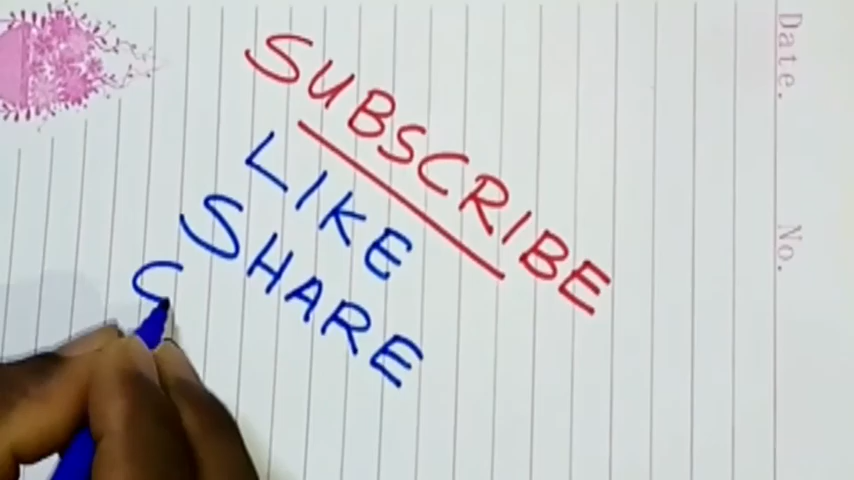 SUBSCRIBE
LIKE
SHARE
C
Date.
No.